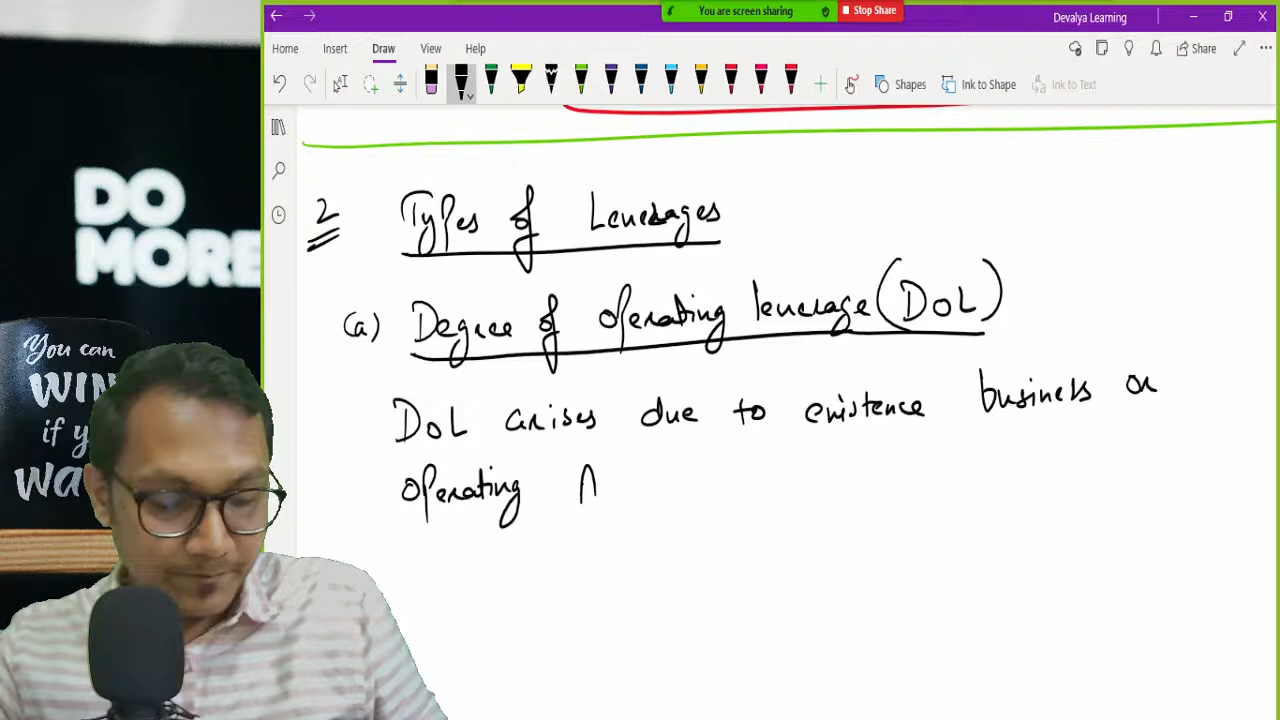 You are screen sharing
Stop Share
Devalya Learning
Home Insert Draw View Help
Share
Shapes
Ink to Shape
Ink to Text
DO
MORE
You can
WIN
if
2 Types of Leverages
(a) Degree of operating leverage (DOL)
DOL arises due to existence business or
operating